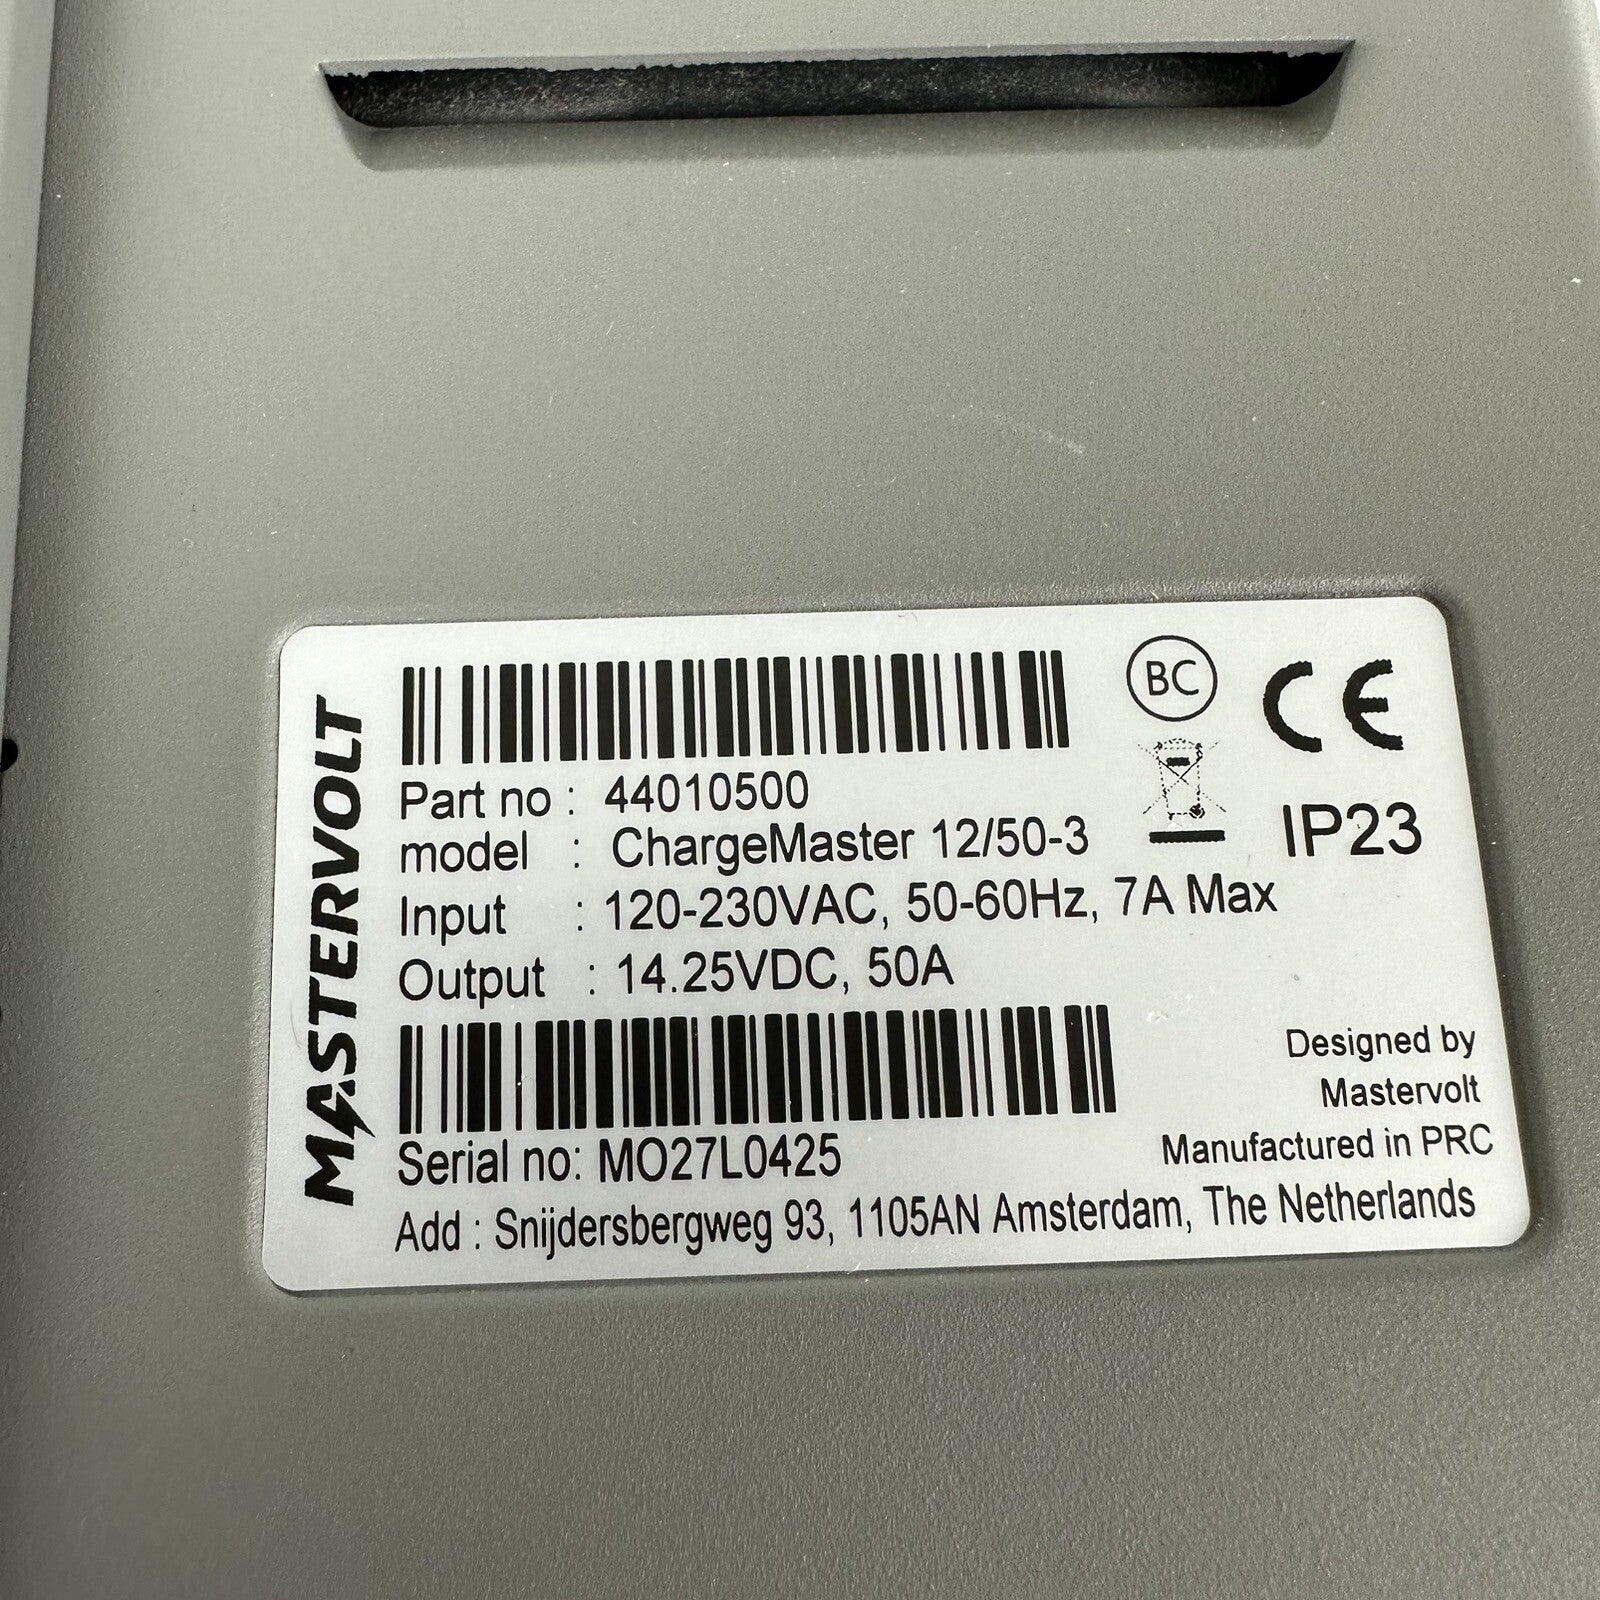 MASTERVOLT
BC
CE
Part no : 44010500
model : ChargeMaster 12/50-3
IP23
Input : 120-230VAC, 50-60Hz, 7A Max
Output : 14.25VDC, 50A
Designed by
Mastervolt
Manufactured in PRC
Serial no: MO27L0425
Add : Snijdersbergweg 93, 1105AN Amsterdam, The Netherlands